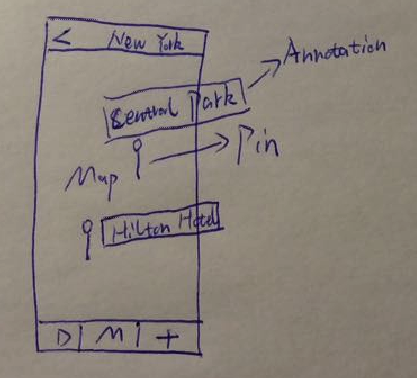 < New York
Annotation
Central Park
Pin
Map
Hilton Hotel
D M +